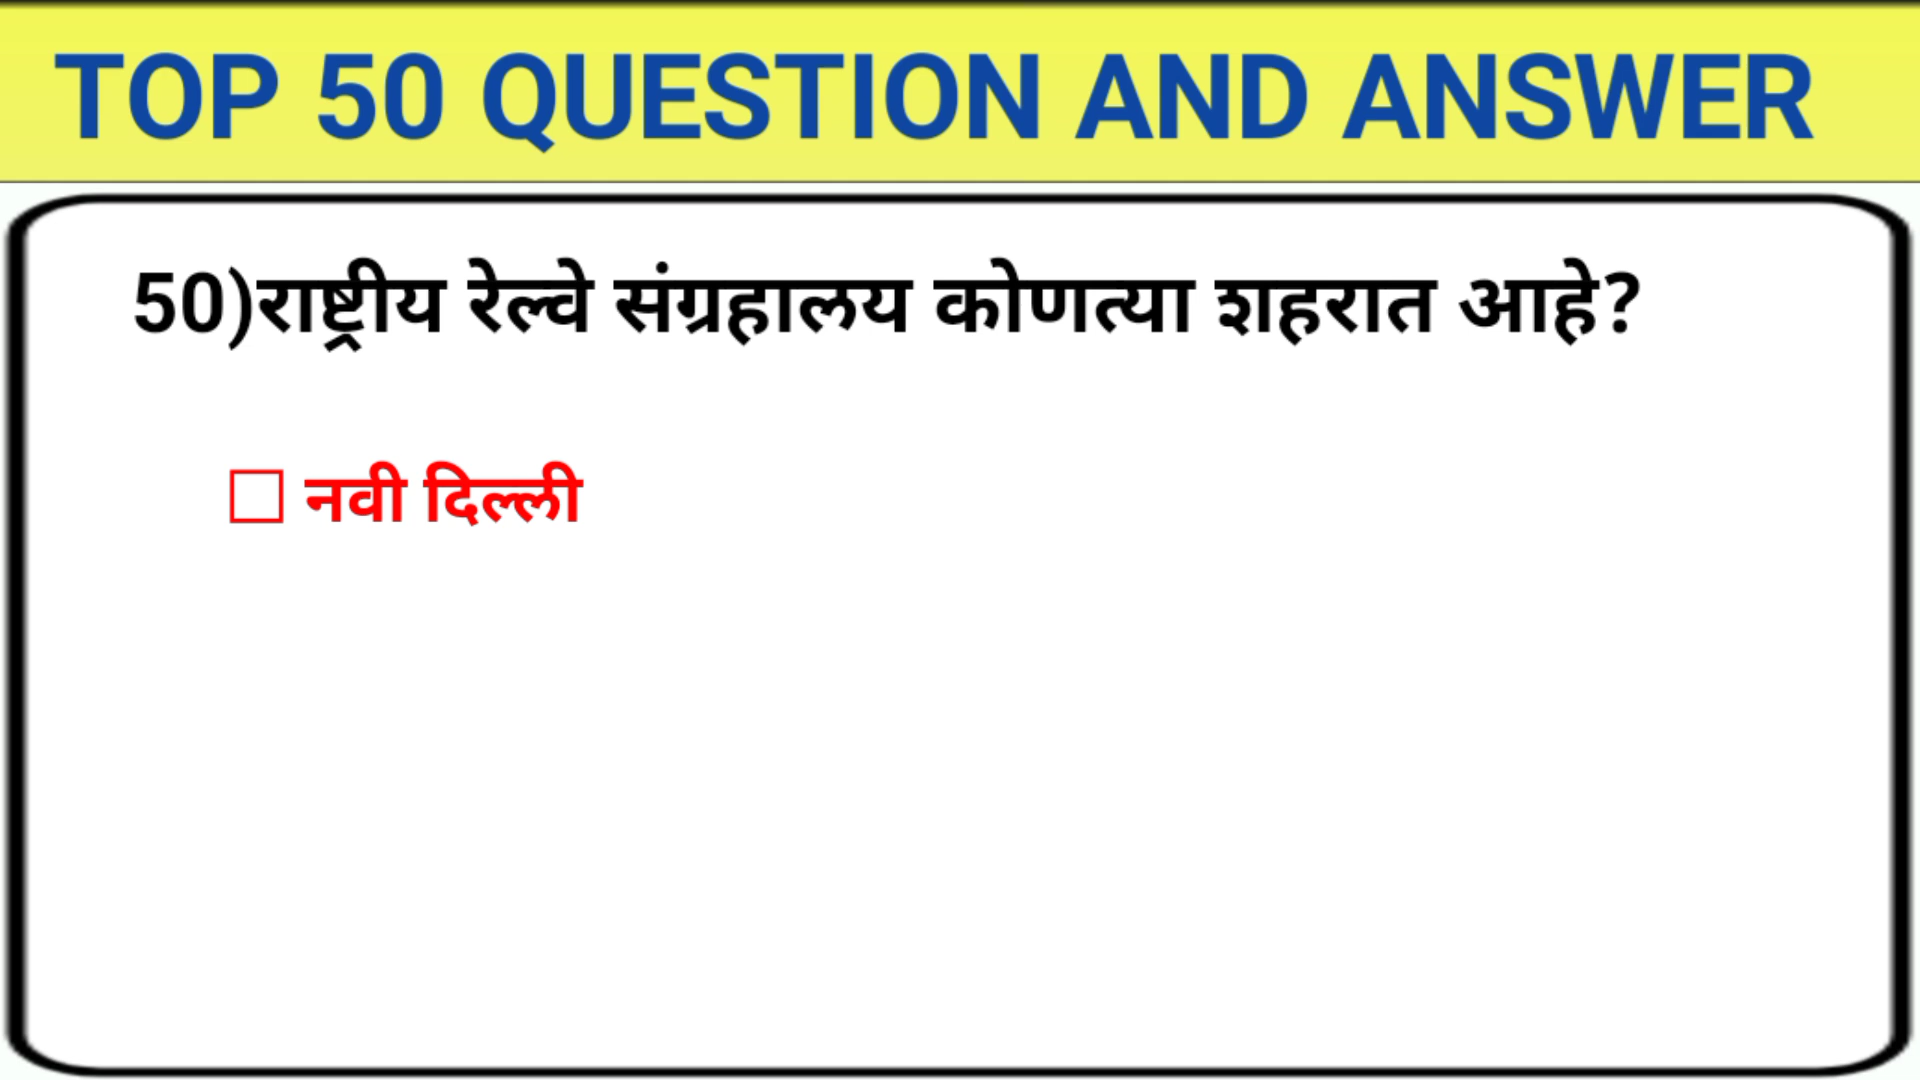 TOP 50 QUESTION AND ANSWER
50)राष्ट्रीय रेल्वे संग्रहालय कोणत्या शहरात आहे?
☐ नवी दिल्ली